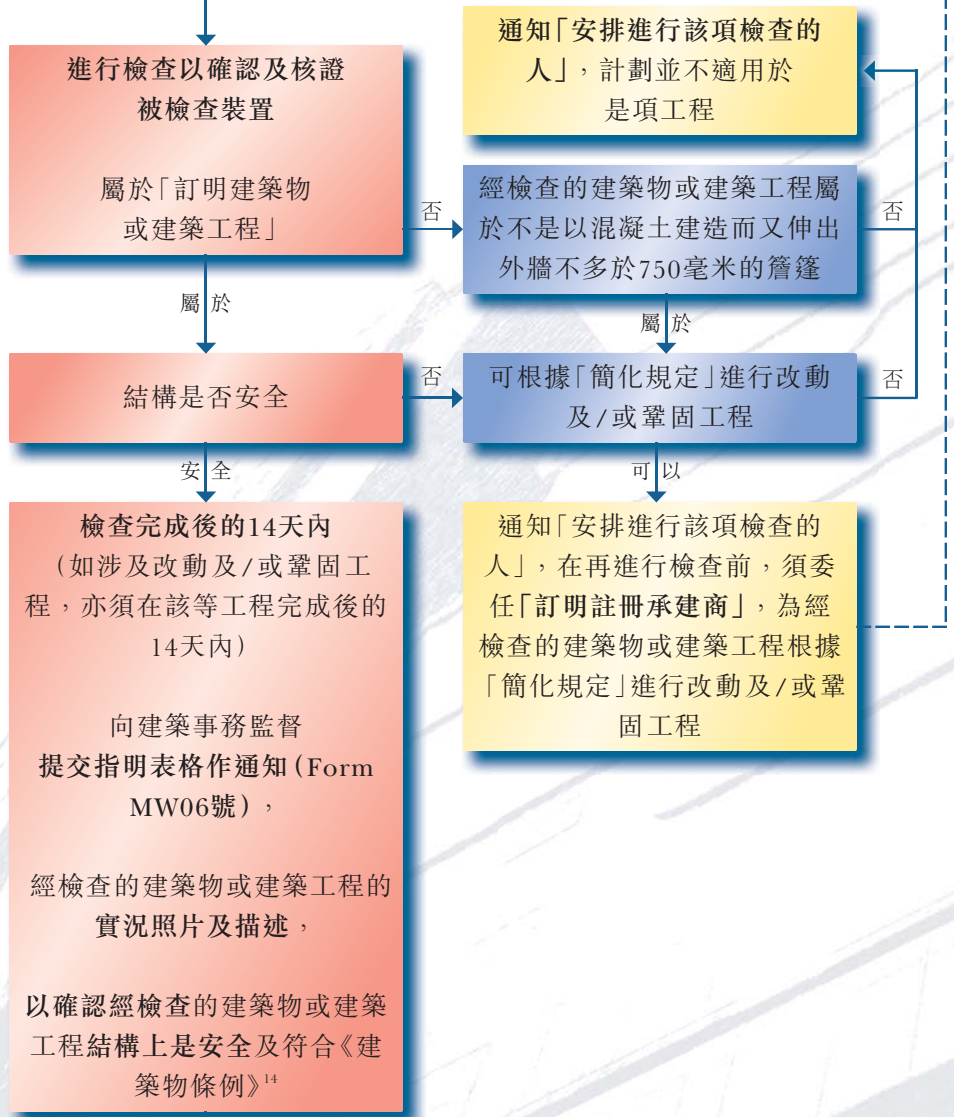 進行檢查以確認及核證
被檢查裝置
屬於「訂明建築物
或建築工程」
否
屬於
通知「安排進行該項檢查的
人」，計劃並不適用於
是項工程
經檢查的建築物或建築工程屬
於不是以混凝土建造而又伸出
外牆不多於750毫米的簷篷
否
屬於
結構是否安全
否
安全
可根據「簡化規定」進行改動
及/或鞏固工程
否
可以
檢查完成後的14天內
(如涉及改動及/或鞏固工
程，亦須在該等工程完成後的
14天內)
向建築事務監督
提交指明表格作通知(Form
MW06號)，
經檢查的建築物或建築工程的
實況照片及描述，
以確認經檢查的建築物或建築
工程結構上是安全及符合《建
築物條例》14
通知「安排進行該項檢查的
人」，在再進行檢查前，須委
任「訂明註冊承建商」，為經
檢查的建築物或建築工程根據
「簡化規定」進行改動及/或鞏
固工程